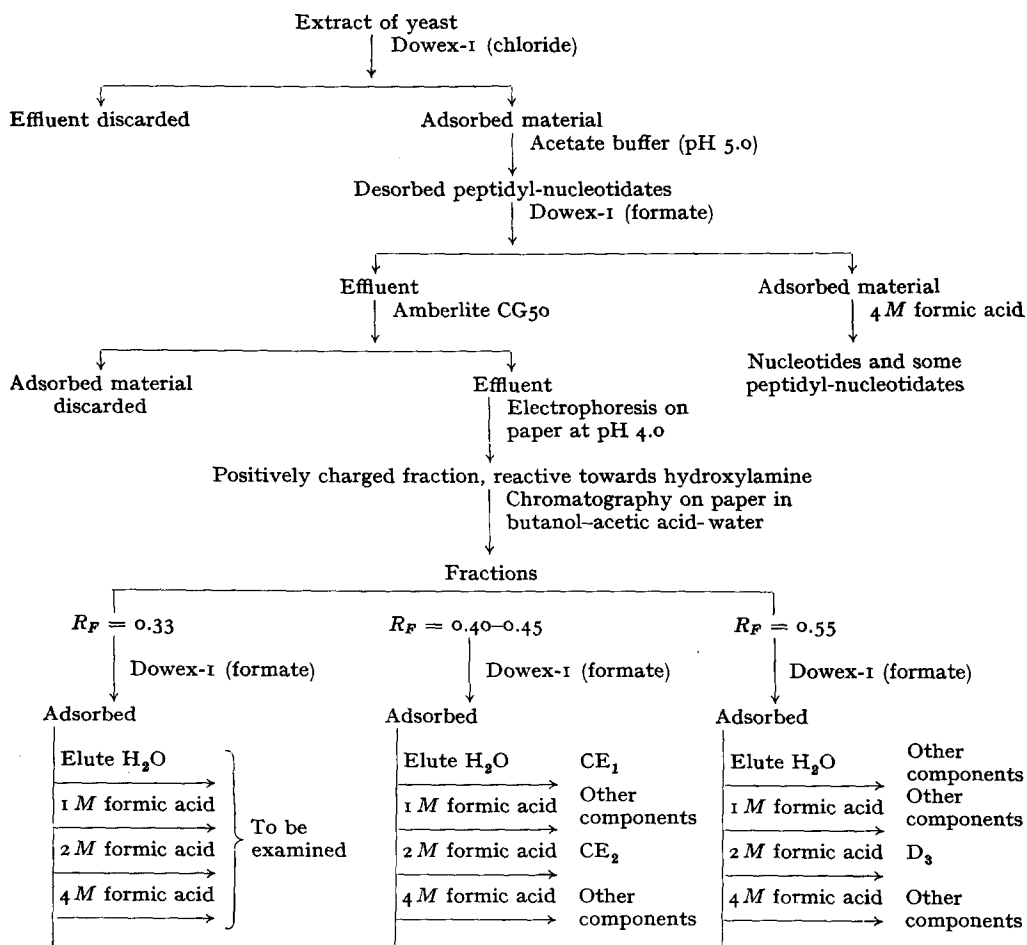 Extract of yeast
Dowex-1 (chloride)
Effluent discarded
Adsorbed material
Acetate buffer (pH 5.0)
Desorbed peptidyl-nucleotidates
Dowex-1 (formate)
Effluent
Amberlite CG50
Adsorbed material
4 M formic acid
Adsorbed material
discarded
Effluent
Electrophoresis on
paper at pH 4.0
Nucleotides and some
peptidyl-nucleotidates
Positively charged fraction, reactive towards hydroxylamine
Chromatography on paper in
butanol–acetic acid-water
Fractions
R_F = 0.33
Dowex-1 (formate)
Adsorbed
Elute H₂O
1 M formic acid
2 M formic acid
4 M formic acid
To be
examined
R_F = 0.40–0.45
Dowex-1 (formate)
Adsorbed
Elute H₂O
CE₁
1 M formic acid
Other
components
2 M formic acid
CE₂
4 M formic acid
Other
components
R_F = 0.55
Dowex-1 (formate)
Adsorbed
Elute H₂O
Other
components
1 M formic acid
Other
components
2 M formic acid
D₃
4 M formic acid
Other
components